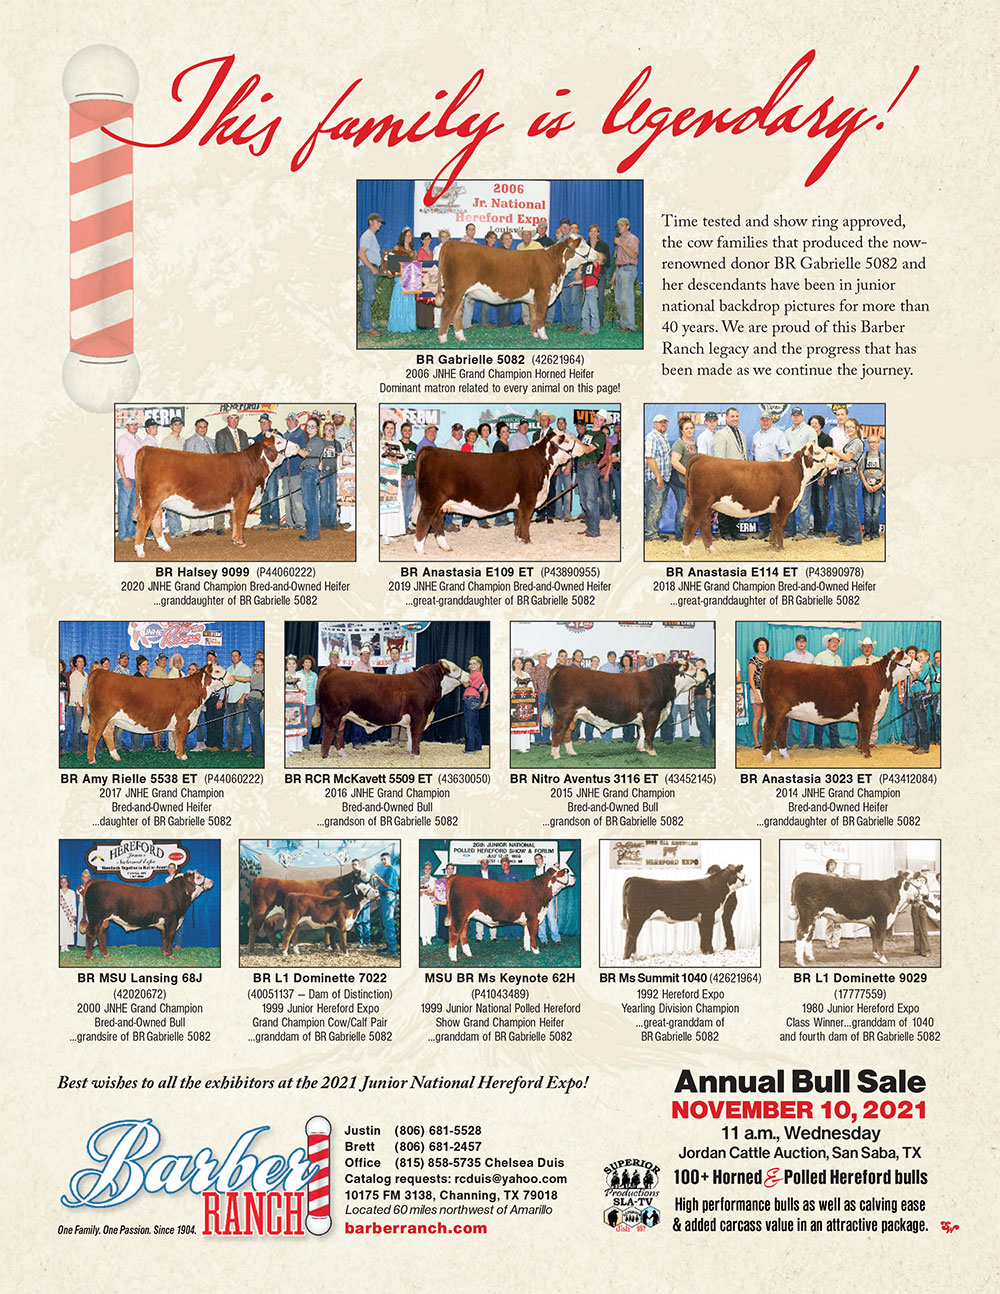 This family is legendary!
2006
Jr. National
Hereford Expo
Time tested and show ring approved,
the cow families that produced the now-
renowned donor BR Gabrielle 5082 and
her descendants have been in junior
national backdrop pictures for more than
40 years. We are proud of this Barber
Ranch legacy and the progress that has
been made as we continue the journey.
BR Gabrielle 5082 (42621964)
2006 JNHE Grand Champion Horned Heifer
Dominant matron related to every animal on this page!
BR Halsey 9099 (P44060222)
2020 JNHE Grand Champion Bred-and-Owned Heifer
...granddaughter of BR Gabrielle 5082
BR Anastasia E109 ET (P43890955)
2019 JNHE Grand Champion Bred-and-Owned Heifer
...great-granddaughter of BR Gabrielle 5082
BR Anastasia E114 ET (P43890978)
2018 JNHE Grand Champion Bred-and-Owned Heifer
...great-granddaughter of BR Gabrielle 5082
BR Amy Rielle 5538 ET (P44060222)
2017 JNHE Grand Champion
Bred-and-Owned Heifer
...daughter of BR Gabrielle 5082
BR RCR McKavett 5509 ET (43630050)
2016 JNHE Grand Champion
Bred-and-Owned Bull
...grandson of BR Gabrielle 5082
BR Nitro Aventus 3116 ET (43452145)
2015 JNHE Grand Champion
Bred-and-Owned Bull
...grandson of BR Gabrielle 5082
BR Anastasia 3023 ET (P43412084)
2014 JNHE Grand Champion
Bred-and-Owned Heifer
...granddaughter of BR Gabrielle 5082
HEREFORD
26th JUNIOR NATIONAL
POLLED HEREFORD SHOW & FORUM
HEREFORD EXPO
BR MSU Lansing 68J
(42020672)
2000 JNHE Grand Champion
Bred-and-Owned Bull
...grandsire of BR Gabrielle 5082
BR L1 Dominette 7022
(40051137 — Dam of Distinction)
1999 Junior Hereford Expo
Grand Champion Cow/Calf Pair
...granddam of BR Gabrielle 5082
MSU BR Ms Keynote 62H
(P41043489)
1999 Junior National Polled Hereford
Show Grand Champion Heifer
...granddam of BR Gabrielle 5082
BR Ms Summit 1040 (42621964)
1992 Hereford Expo
Yearling Division Champion
...great-granddam of
BR Gabrielle 5082
BR L1 Dominette 9029
(17777559)
1980 Junior Hereford Expo
Class Winner...granddam of 1040
and fourth dam of BR Gabrielle 5082
Best wishes to all the exhibitors at the 2021 Junior National Hereford Expo!
Barber
RANCH
One Family. One Passion. Since 1904.
Justin (806) 681-5528
Brett (806) 681-2457
Office (815) 858-5735 Chelsea Duis
Catalog requests: rcduis@yahoo.com
10175 FM 3138, Channing, TX 79018
Located 60 miles northwest of Amarillo
barberranch.com
Annual Bull Sale
NOVEMBER 10, 2021
11 a.m., Wednesday
Jordan Cattle Auction, San Saba, TX
SUPERIOR
Productions
SLA-TV
100+ Horned & Polled Hereford bulls
High performance bulls as well as calving ease
& added carcass value in an attractive package.